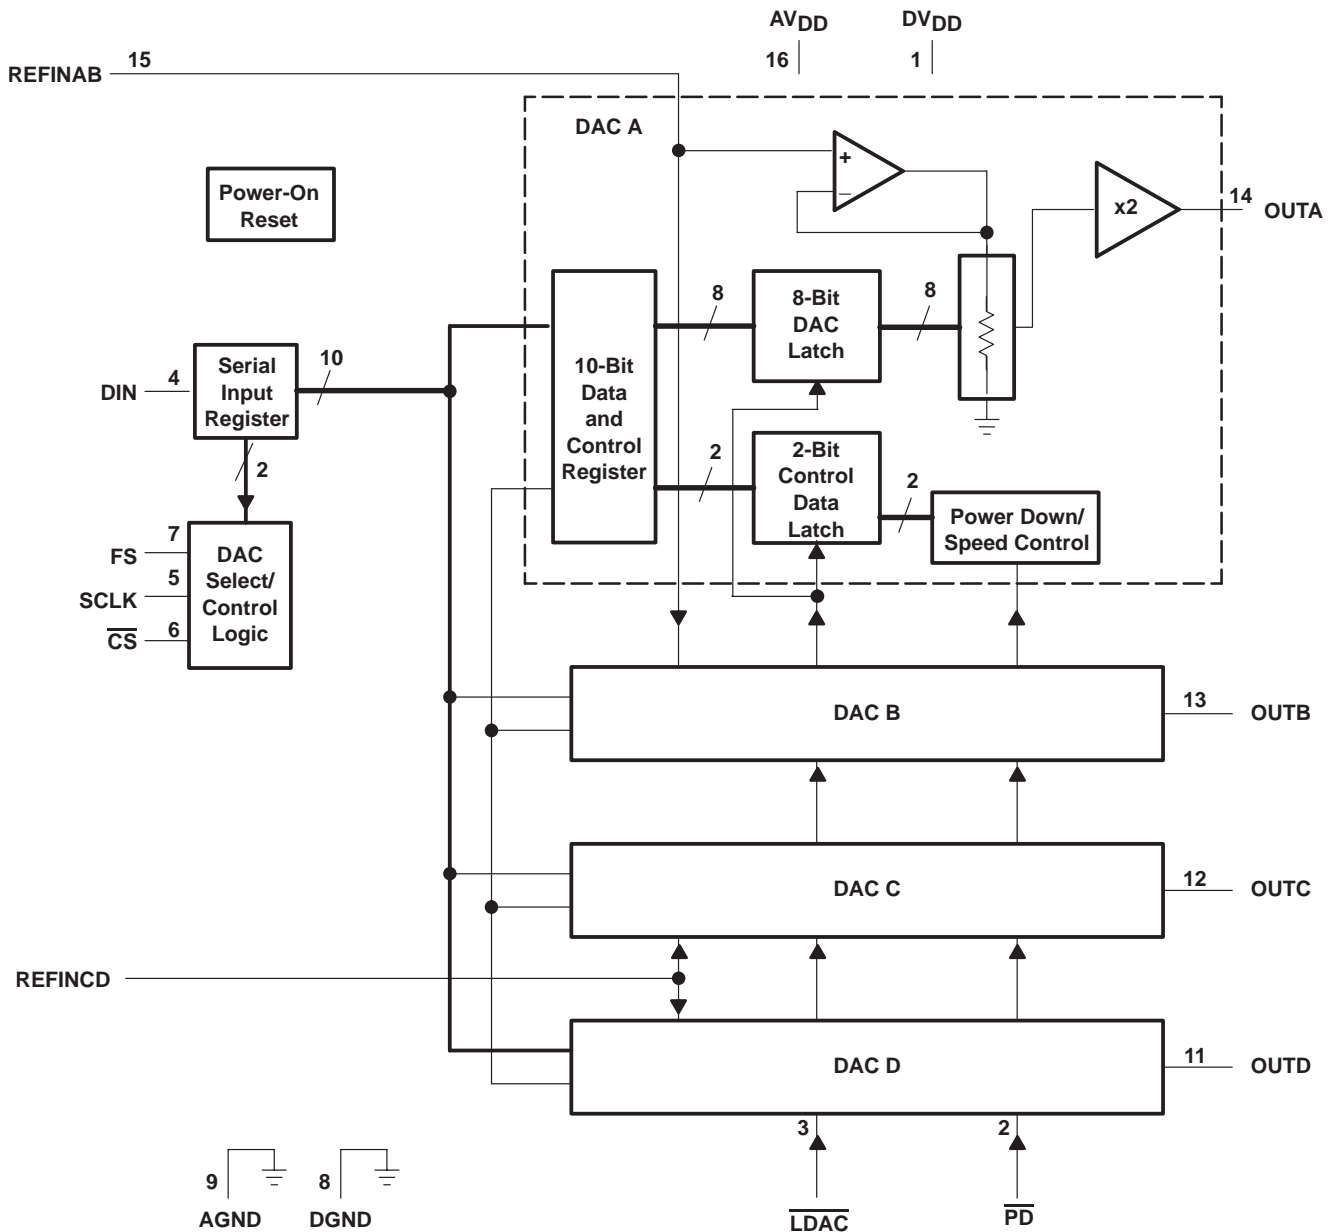 AVDD
DVDD
16
1
REFINAB
15
DAC A
+
−
Power-On
Reset
x2
14
OUTA
8
8-Bit
DAC
Latch
8
10-Bit
Data
and
Control
Register
DIN
4
Serial
Input
Register
10
2
2
2-Bit
Control
Data
Latch
2
Power Down/
Speed Control
FS
7
SCLK
5
CS
6
DAC
Select/
Control
Logic
DAC B
13
OUTB
DAC C
12
OUTC
REFINCD
DAC D
11
OUTD
3
2
9
8
AGND
DGND
LDAC
PD